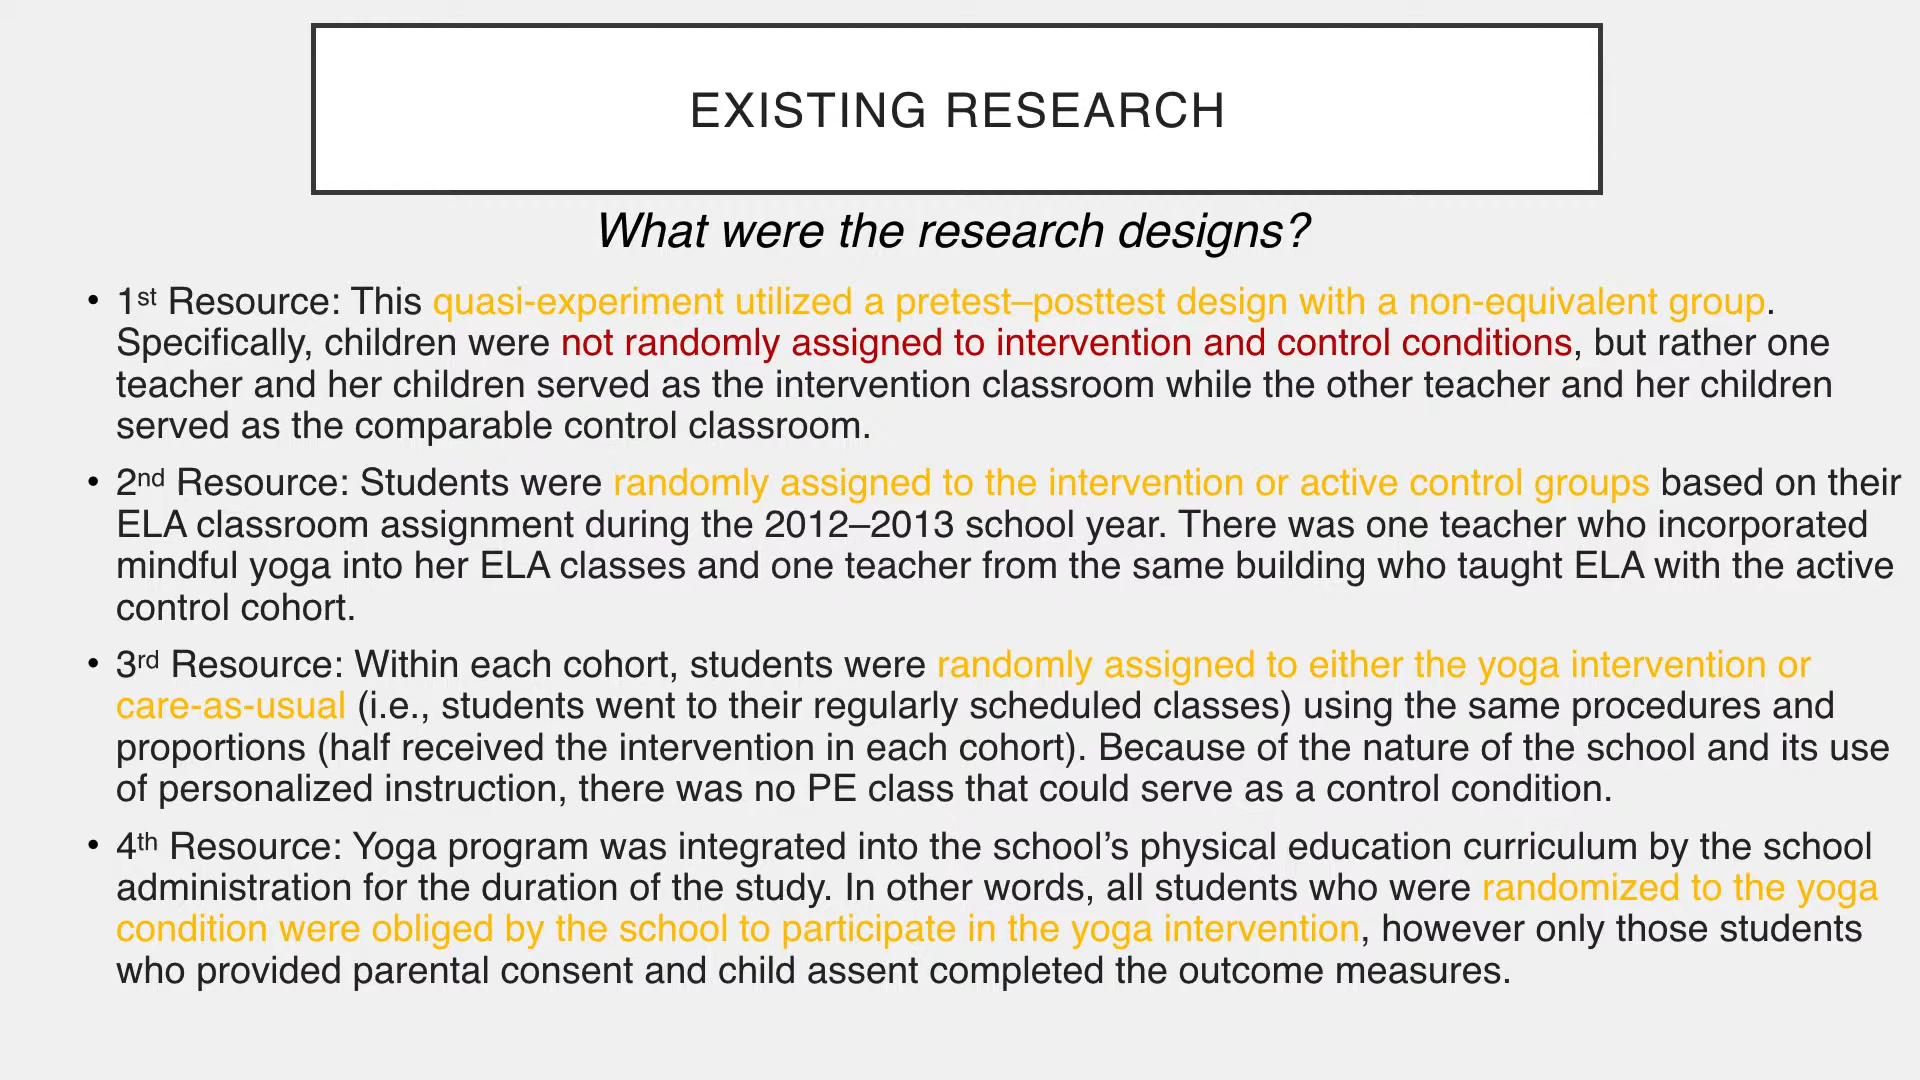 EXISTING RESEARCH
What were the research designs?
• 1st Resource: This quasi-experiment utilized a pretest–posttest design with a non-equivalent group.
Specifically, children were not randomly assigned to intervention and control conditions, but rather one
teacher and her children served as the intervention classroom while the other teacher and her children
served as the comparable control classroom.
• 2nd Resource: Students were randomly assigned to the intervention or active control groups based on their
ELA classroom assignment during the 2012–2013 school year. There was one teacher who incorporated
mindful yoga into her ELA classes and one teacher from the same building who taught ELA with the active
control cohort.
• 3rd Resource: Within each cohort, students were randomly assigned to either the yoga intervention or
care-as-usual (i.e., students went to their regularly scheduled classes) using the same procedures and
proportions (half received the intervention in each cohort). Because of the nature of the school and its use
of personalized instruction, there was no PE class that could serve as a control condition.
• 4th Resource: Yoga program was integrated into the school’s physical education curriculum by the school
administration for the duration of the study. In other words, all students who were randomized to the yoga
condition were obliged by the school to participate in the yoga intervention, however only those students
who provided parental consent and child assent completed the outcome measures.